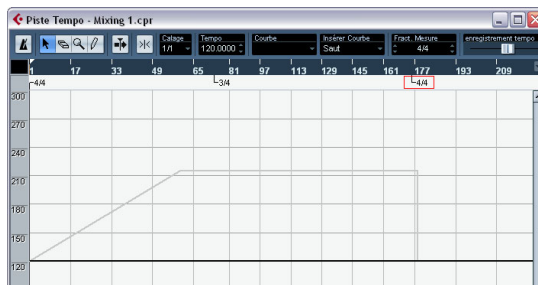 Piste Tempo - Mixing 1.cpr
Calage Tempo Courbe Insérer Courbe Fract. Mesure enregistrement tempo
1/1 120.0000 Saut 4/4
1 17 33 49 65 81 97 113 129 145 161 177 193 209
4/4 3/4 4/4
300
270
240
210
180
150
120